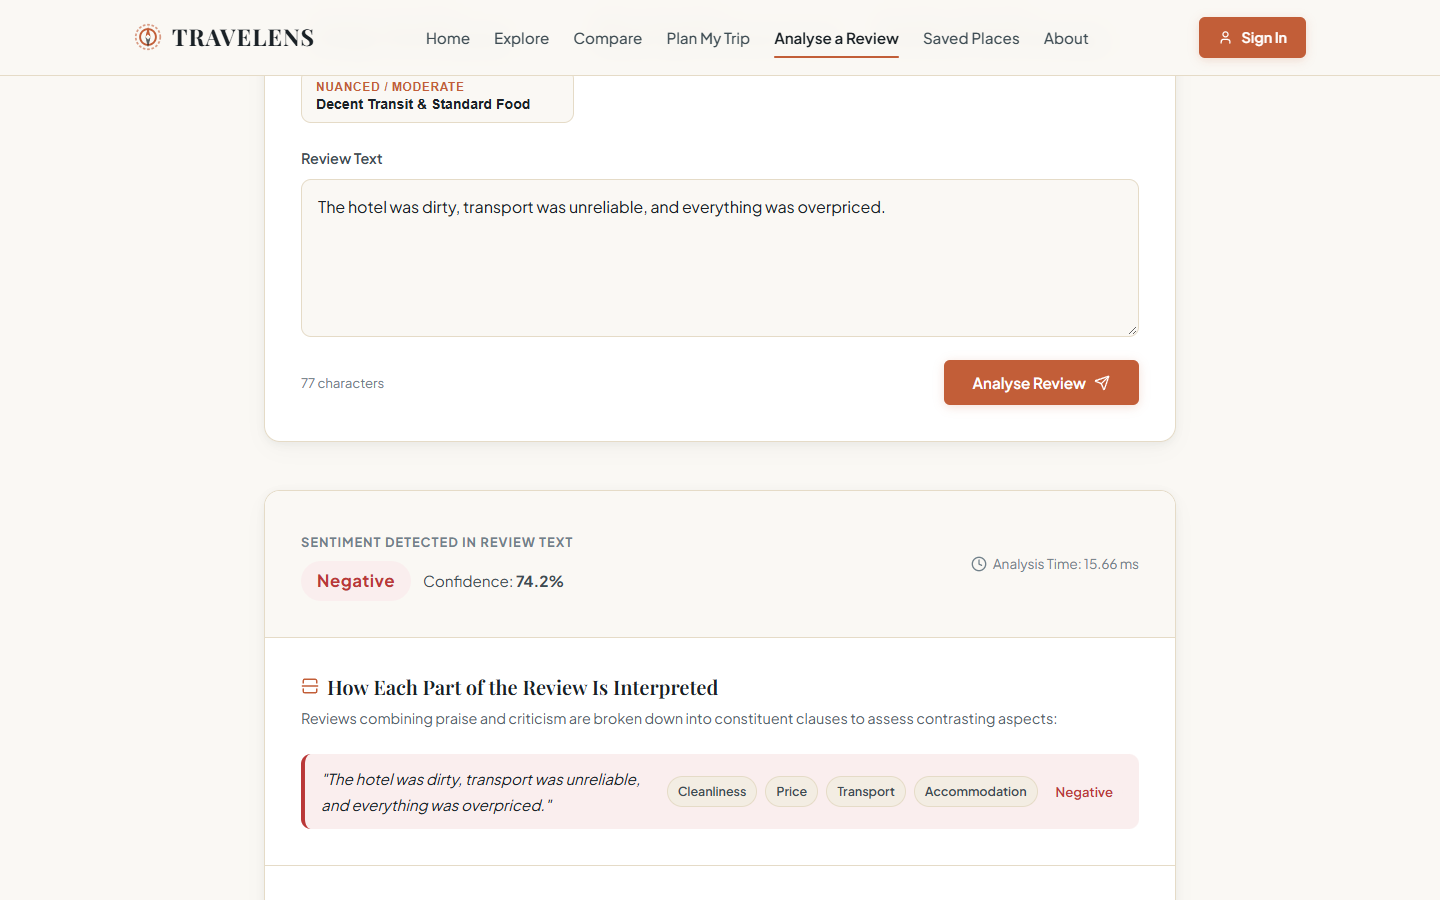 TRAVELENS
Home Explore Compare Plan My Trip Analyse a Review Saved Places About
Sign In
NUANCED / MODERATE
Decent Transit & Standard Food
Review Text
The hotel was dirty, transport was unreliable, and everything was overpriced.
77 characters
Analyse Review
SENTIMENT DETECTED IN REVIEW TEXT
Negative Confidence: 74.2%
Analysis Time: 15.66 ms
How Each Part of the Review Is Interpreted
Reviews combining praise and criticism are broken down into constituent clauses to assess contrasting aspects:
"The hotel was dirty, transport was unreliable,
and everything was overpriced."
Cleanliness Price Transport Accommodation Negative